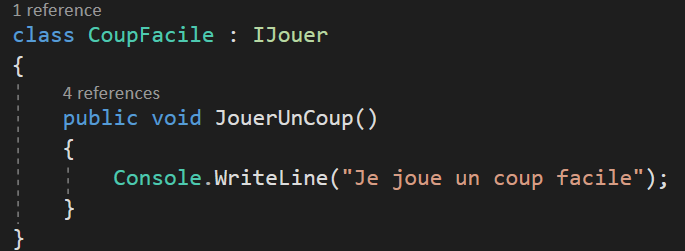 1 reference
class CoupFacile : IJouer
{
4 references
public void JouerUnCoup()
{
Console.WriteLine("Je joue un coup facile");
}
}